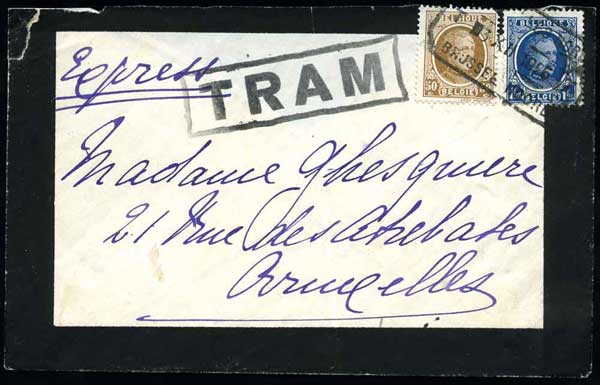 BELGIQUE
50
BELGIE
BELGIQUE
BELGIE
BRUSSEL
Express
TRAM
Madame Ghesquiere
21 Rue des Atrebates
Bruxelles